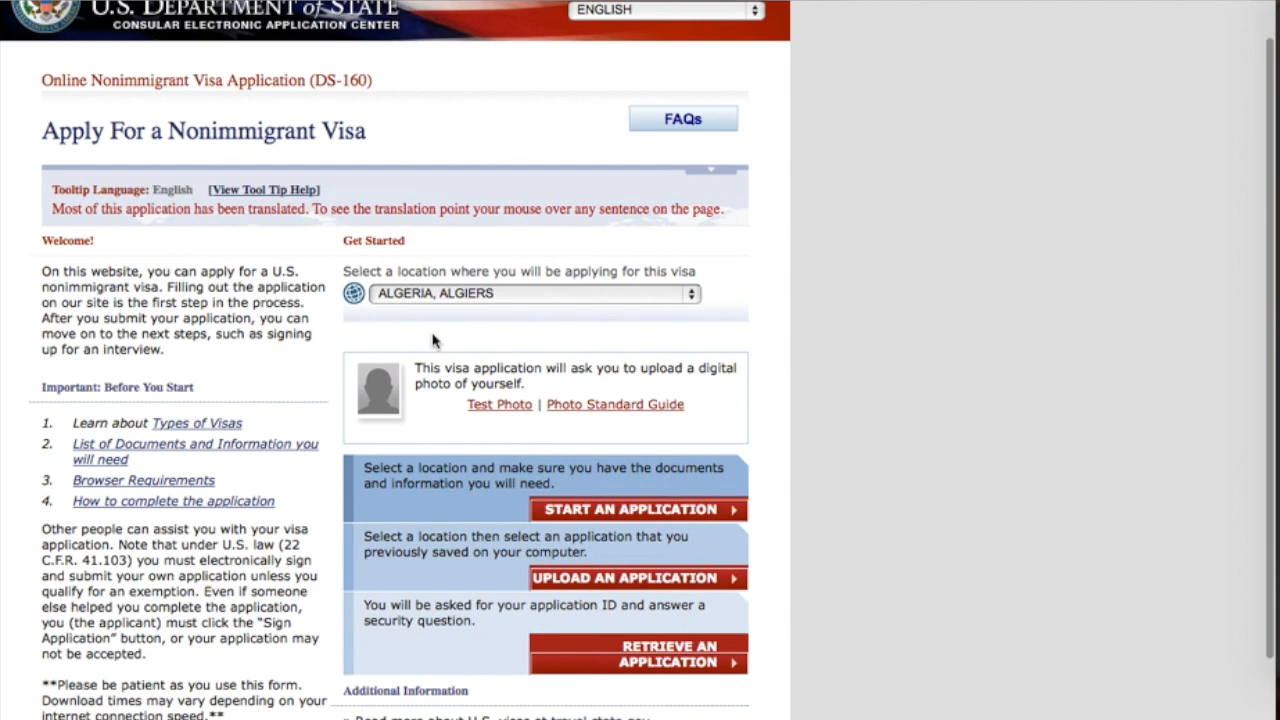 U.S. DEPARTMENT of STATE
CONSULAR ELECTRONIC APPLICATION CENTER
ENGLISH
Online Nonimmigrant Visa Application (DS-160)
Apply For a Nonimmigrant Visa
FAQs
Tooltip Language: English [View Tool Tip Help]
Most of this application has been translated. To see the translation point your mouse over any sentence on the page.
Welcome!
On this website, you can apply for a U.S.
nonimmigrant visa. Filling out the application
on our site is the first step in the process.
After you submit your application, you can
move on to the next steps, such as signing
up for an interview.
Important: Before You Start
1. Learn about Types of Visas
2. List of Documents and Information you
will need
3. Browser Requirements
4. How to complete the application
Other people can assist you with your visa
application. Note that under U.S. law (22
C.F.R. 41.103) you must electronically sign
and submit your own application unless you
qualify for an exemption. Even if someone
else helped you complete the application,
you (the applicant) must click the “Sign
Application” button, or your application may
not be accepted.
**Please be patient as you use this form.
Download times may vary depending on your
internet connection speed.**
Get Started
Select a location where you will be applying for this visa
ALGERIA, ALGIERS
This visa application will ask you to upload a digital
photo of yourself.
Test Photo | Photo Standard Guide
Select a location and make sure you have the documents
and information you will need.
START AN APPLICATION
Select a location then select an application that you
previously saved on your computer.
UPLOAD AN APPLICATION
You will be asked for your application ID and answer a
security question.
RETRIEVE AN
APPLICATION
Additional Information
» Read more about U.S. visas at travel.state.gov